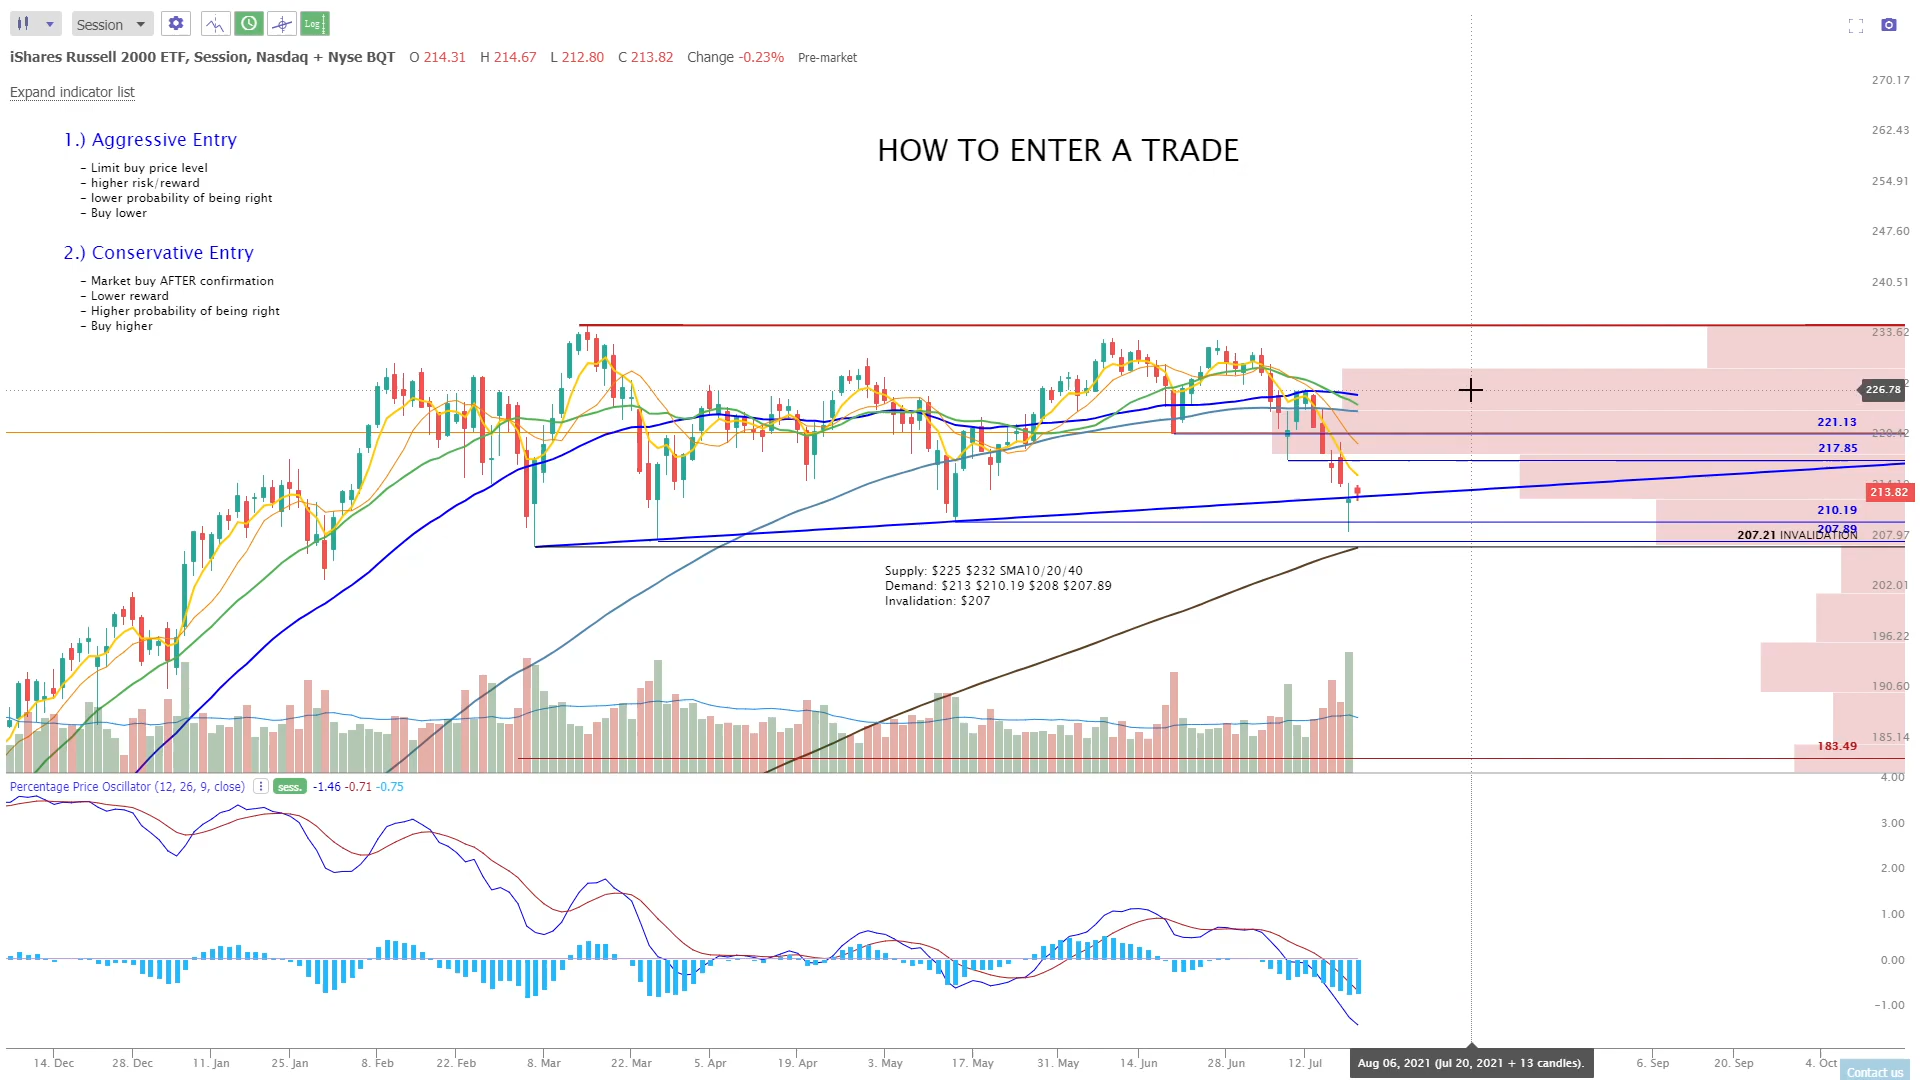 Session
Log
iShares Russell 2000 ETF, Session, Nasdaq + Nyse BQT O 214.31 H 214.67 L 212.80 C 213.82 Change -0.23% Pre-market
Expand indicator list
270.17
262.43
254.91
247.60
240.51
233.62
1.) Aggressive Entry
- Limit buy price level
- higher risk/reward
- lower probability of being right
- Buy lower
HOW TO ENTER A TRADE
2.) Conservative Entry
- Market buy AFTER confirmation
- Lower reward
- Higher probability of being right
- Buy higher
226.78
221.13
220.42
217.85
213.82
210.19
207.89
207.21 INVALIDATION 207.97
Supply: $225 $232 SMA10/20/40
Demand: $213 $210.19 $208 $207.89
Invalidation: $207
202.01
196.22
190.60
185.14
183.49
Percentage Price Oscillator (12, 26, 9, close) sess. -1.46 -0.71 -0.75
4.00
3.00
2.00
1.00
0.00
-1.00
14. Dec 28. Dec 11. Jan 25. Jan 8. Feb 22. Feb 8. Mar 22. Mar 5. Apr 19. Apr 3. May 17. May 31. May 14. Jun 28. Jun 12. Jul Aug 06, 2021 (Jul 20, 2021 + 13 candles). 6. Sep 20. Sep 4. Oct
Contact us